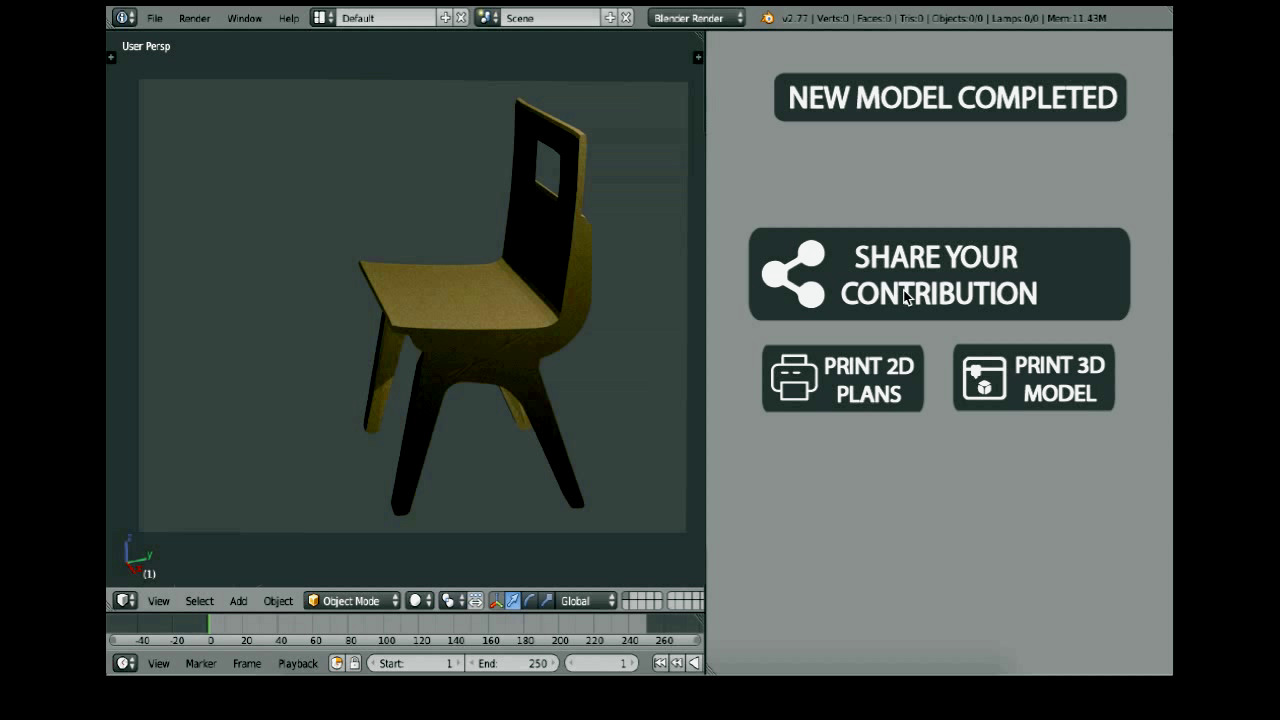 File Render Window Help Default Scene Blender Render v2.77 | Verts:0 | Faces:0 | Tris:0 | Objects:0/0 | Lamps:0/0 | Mem:11.43M
User Persp
NEW MODEL COMPLETED
SHARE YOUR
CONTRIBUTION
PRINT 2D
PLANS
PRINT 3D
MODEL
z
y
x
(1)
View Select Add Object Object Mode Global
-40 -20 0 20 40 60 80 100 120 140 160 180 200 220 240 260
View Marker Frame Playback Start: 1 End: 250 1